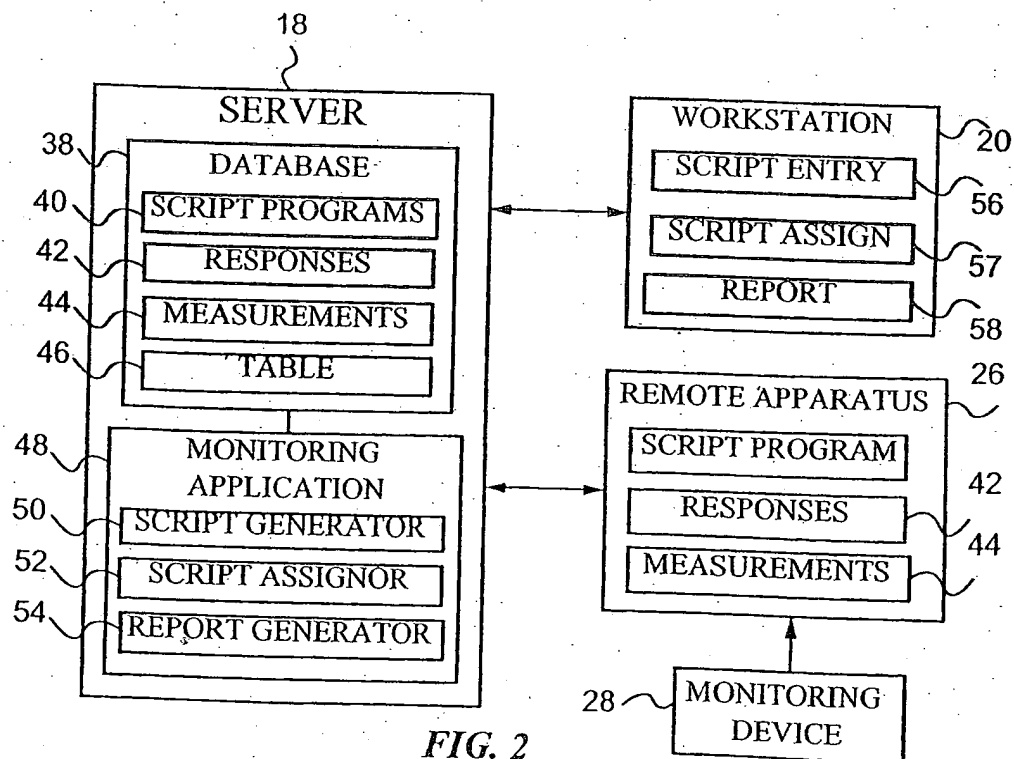 18
SERVER
38
DATABASE
40
SCRIPT PROGRAMS
42
RESPONSES
44
MEASUREMENTS
46
TABLE
48
MONITORING
APPLICATION
50
SCRIPT GENERATOR
52
SCRIPT ASSIGNOR
54
REPORT GENERATOR
WORKSTATION
20
SCRIPT ENTRY
56
SCRIPT ASSIGN
57
REPORT
58
26
REMOTE APPARATUS
SCRIPT PROGRAM
42
RESPONSES
44
MEASUREMENTS
28
MONITORING
DEVICE
FIG. 2